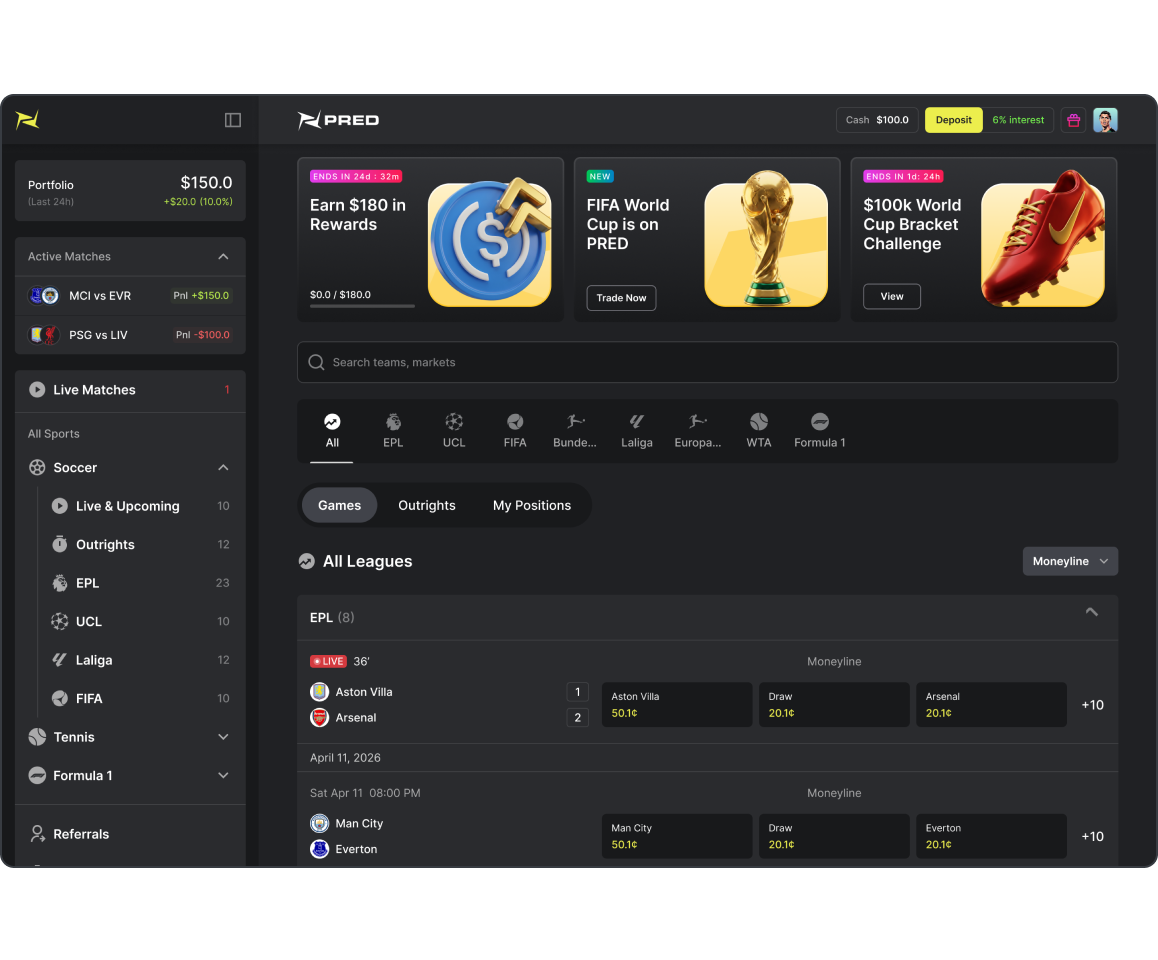 PRED
Cash $100.0
Deposit
6% interest
Portfolio
$150.0
(Last 24h)
+$20.0 (10.0%)
Active Matches
MCI vs EVR
Pnl +$150.0
PSG vs LIV
Pnl -$100.0
Live Matches
1
All Sports
Soccer
Live & Upcoming
10
Outrights
12
EPL
23
UCL
10
Laliga
12
FIFA
10
Tennis
Formula 1
Referrals
ENDS IN 24d : 32m
Earn $180 in
Rewards
$0.0 / $180.0
NEW
FIFA World
Cup is on
PRED
Trade Now
ENDS IN 1d: 24h
$100k World
Cup Bracket
Challenge
View
Search teams, markets
All
EPL
UCL
FIFA
Bunde...
Laliga
Europa...
WTA
Formula 1
Games
Outrights
My Positions
All Leagues
Moneyline
EPL (8)
LIVE 36’
Moneyline
Aston Villa
1
Arsenal
2
Aston Villa
50.1¢
Draw
20.1¢
Arsenal
20.1¢
+10
April 11, 2026
Sat Apr 11 08:00 PM
Moneyline
Man City
Everton
Man City
50.1¢
Draw
20.1¢
Everton
20.1¢
+10